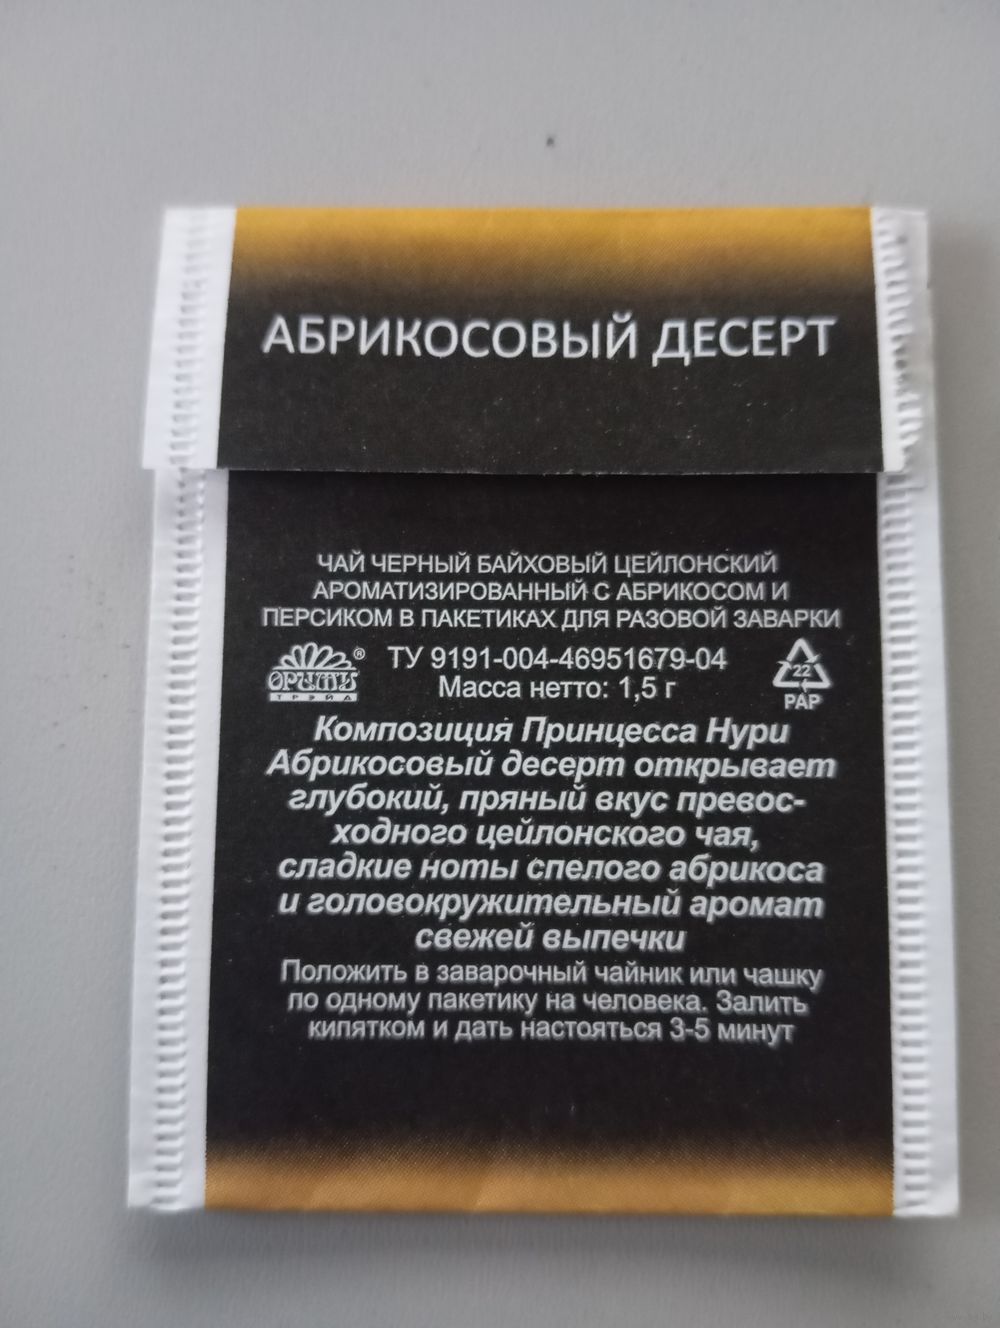 АБРИКОСОВЫЙ ДЕСЕРТ
ЧАЙ ЧЕРНЫЙ БАЙХОВЫЙ ЦЕЙЛОНСКИЙ
АРОМАТИЗИРОВАННЫЙ С АБРИКОСОМ И
ПЕРСИКОМ В ПАКЕТИКАХ ДЛЯ РАЗОВОЙ ЗАВАРКИ
ОРИМИ®
ТРЭЙД
ТУ 9191-004-46951679-04
Масса нетто: 1,5 г
22
PAP
Композиция Принцесса Нури
Абрикосовый десерт открывает
глубокий, пряный вкус превос-
ходного цейлонского чая,
сладкие ноты спелого абрикоса
и головокружительный аромат
свежей выпечки
Положить в заварочный чайник или чашку
по одному пакетику на человека. Залить
кипятком и дать настояться 3-5 минут